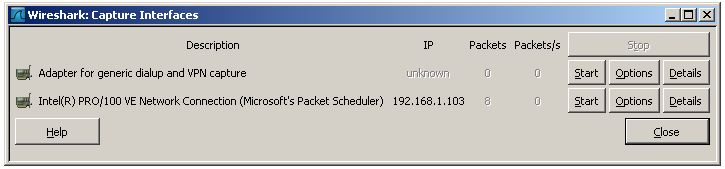 Wireshark: Capture Interfaces
Description IP Packets Packets/s Stop
Adapter for generic dialup and VPN capture unknown 0 0 Start Options Details
Intel(R) PRO/100 VE Network Connection (Microsoft's Packet Scheduler) 192.168.1.103 8 0 Start Options Details
Help Close